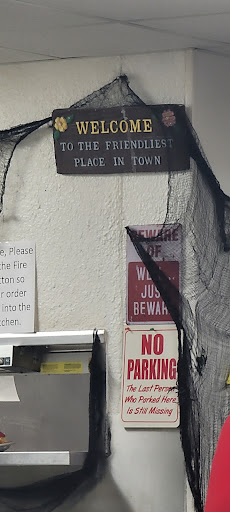 WELCOME
TO THE FRIENDLIEST
PLACE IN TOWN
BEWARE
OF
JUST
BEWARE
e, Please
the Fire
tton so
r order
into the
chen.
NO
PARKING
The Last Person
Who Parked Here
Is Still Missing